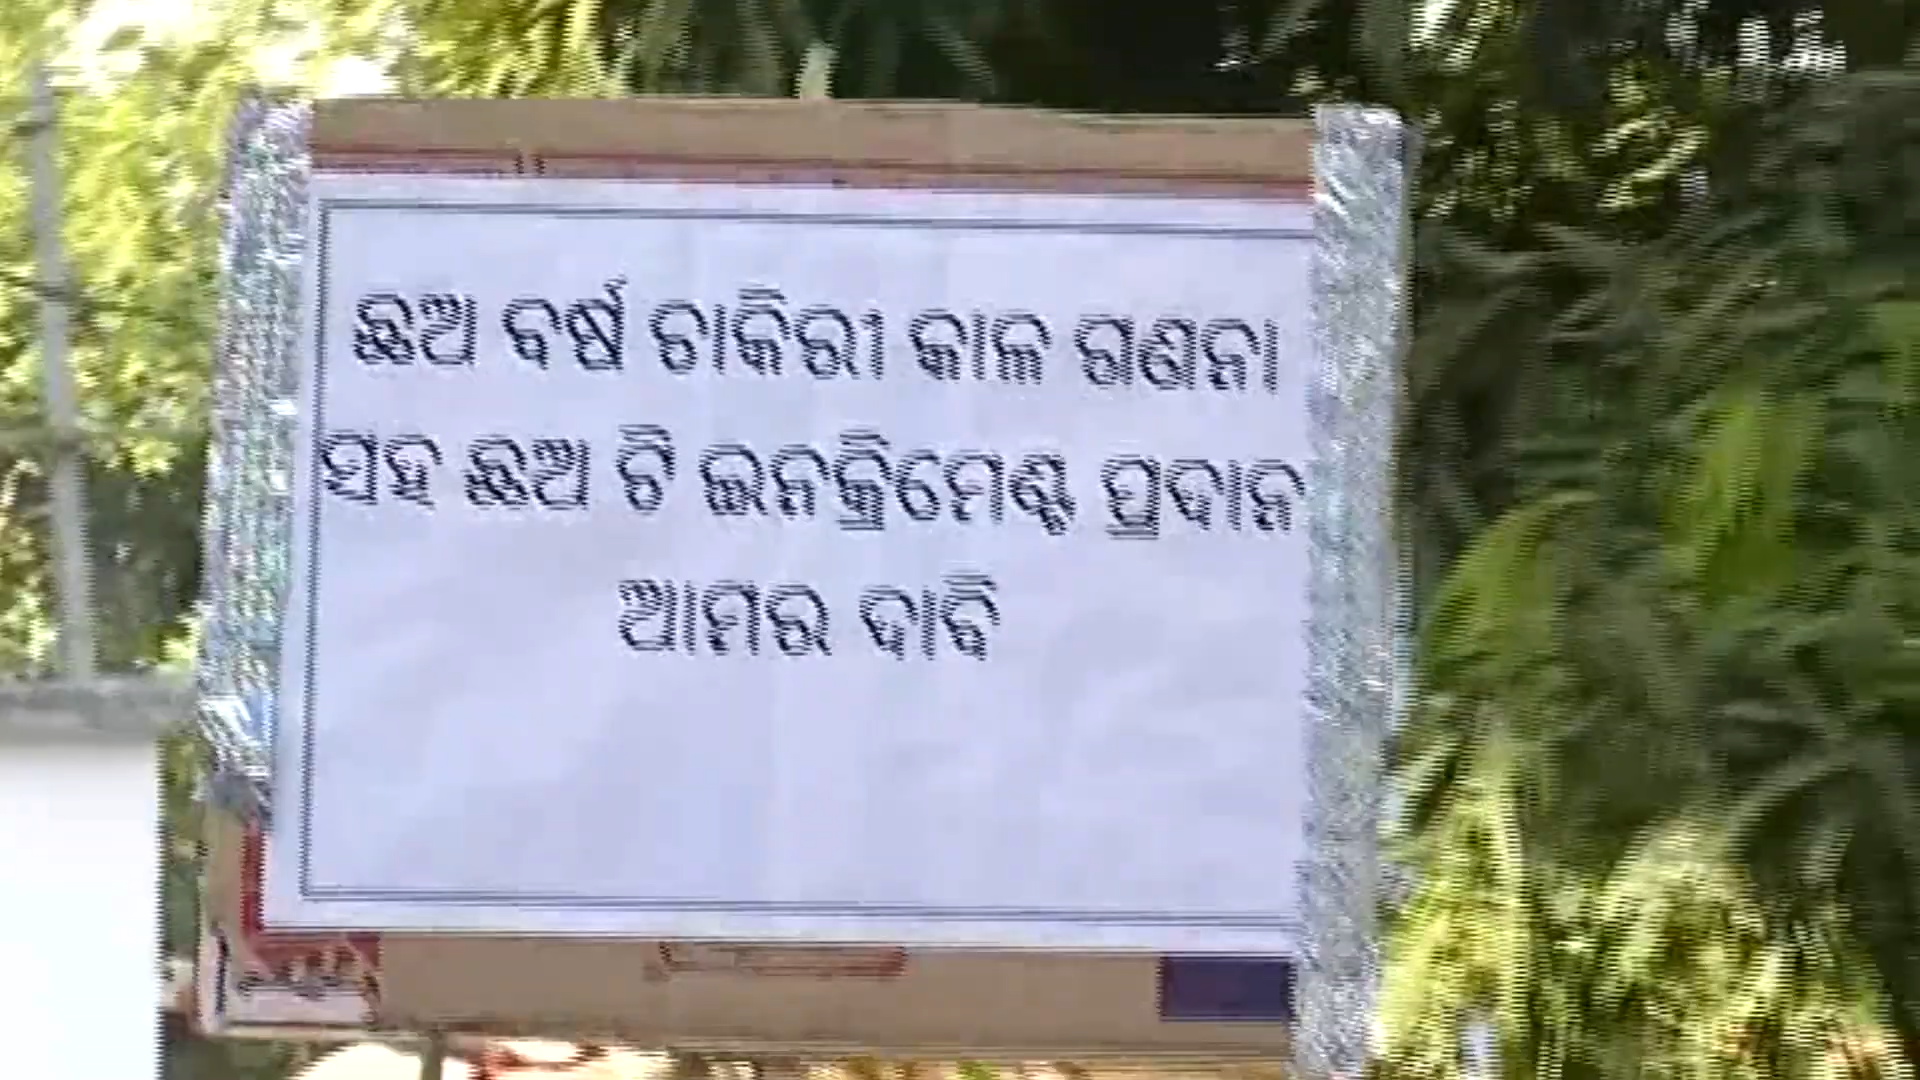 ଛଅ ବର୍ଷ ଚାକିରୀ କାଳ ଗଣନା
ସହ ଛଅ ଟି ଇନକ୍ରିମେଣ୍ଟ ପ୍ରଦାନ
ଆମର ଦାବି